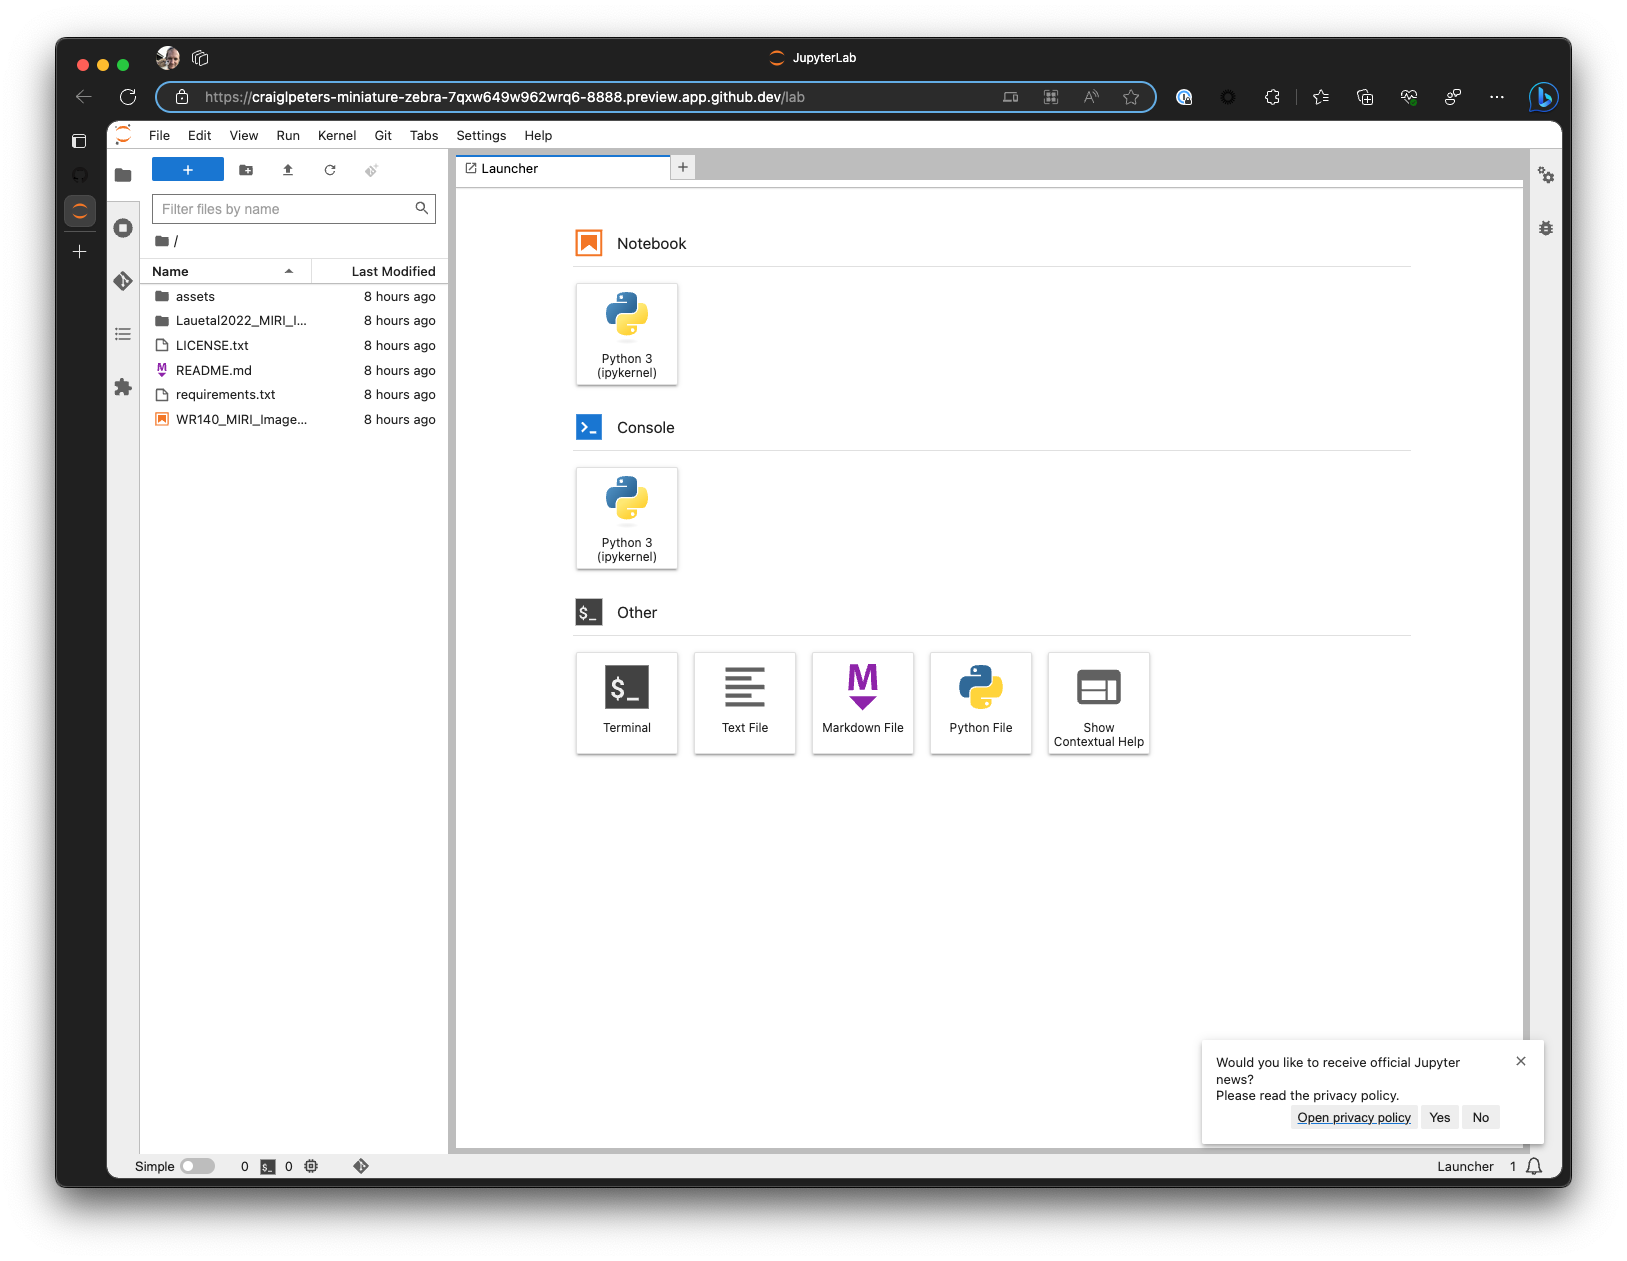 JupyterLab
https://craiglpeters-miniature-zebra-7qxw649w962wrq6-8888.preview.app.github.dev/lab
File Edit View Run Kernel Git Tabs Settings Help
Launcher
Filter files by name
/
Name Last Modified
assets 8 hours ago
Lauetal2022_MIRI_I... 8 hours ago
LICENSE.txt 8 hours ago
README.md 8 hours ago
requirements.txt 8 hours ago
WR140_MIRI_Image... 8 hours ago
Notebook
Python 3
(ipykernel)
Console
Python 3
(ipykernel)
$_ Other
$_
M
Terminal Text File Markdown File Python File Show
Contextual Help
Would you like to receive official Jupyter
news?
Please read the privacy policy.
Open privacy policy Yes No
Simple 0 $_ 0 Launcher 1